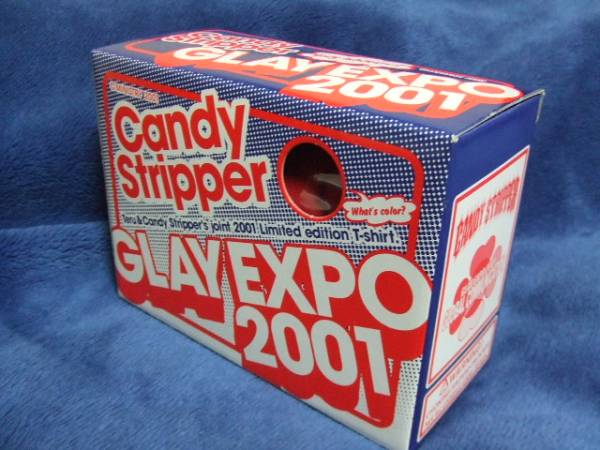 GLAY EXPO
2001
Candy
Stripper
What's color?
Teru & Candy Stripper's joint 2001 Limited edition T-shirt.
GLAY EXPO
2001
CANDY STRIPPER